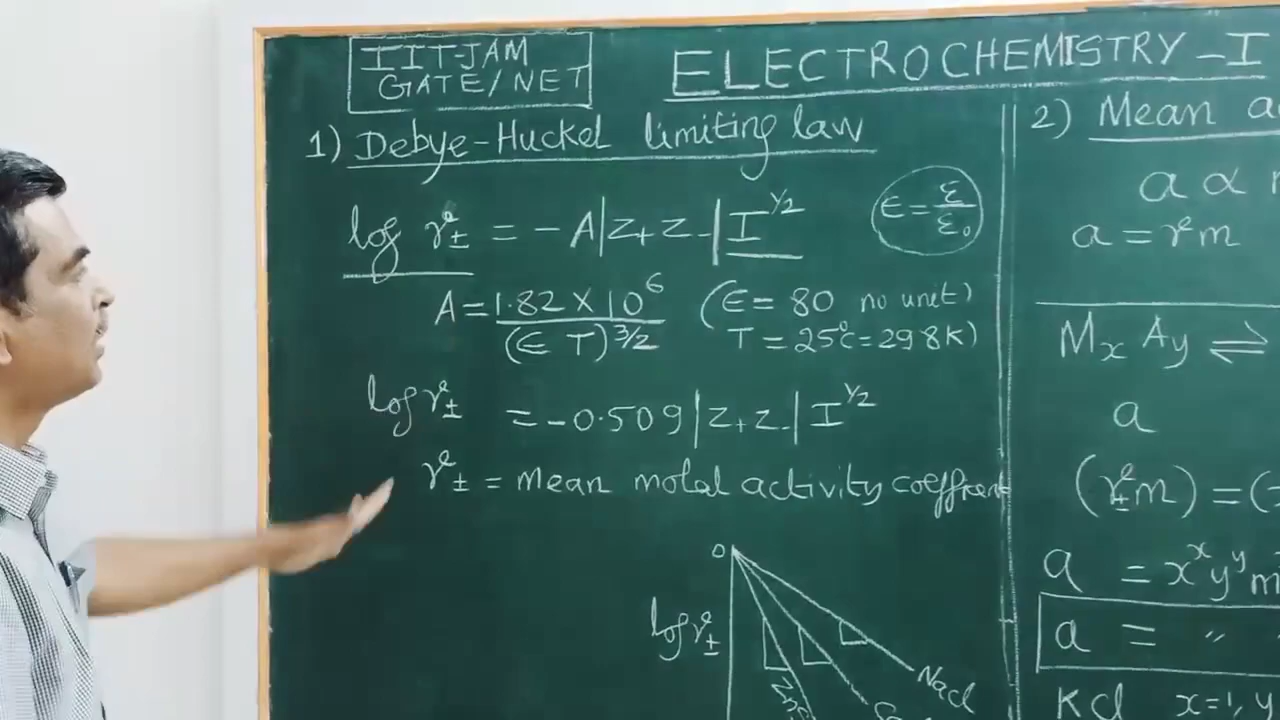 IIT-JAM
GATE/NET
ELECTROCHEMISTRY-I
1) Debye-Huckel limiting law
log γ± = -A|Z+ Z-| I^1/2
ϵ = ε/ε₀
A = 1.82 × 10^6 / (ϵ T)^3/2 (ϵ = 80 no unit)
T = 25°C = 298K)
log γ± = -0.509 |Z+ Z-| I^1/2
γ± = mean molal activity coefficient
0
log γ±
NaCl
2) Mean a
a ∝
a = γm
Mx Ay ⇌
a
(γ± m) = (
a = x^x y^y m
a =〃
KCl x=1, y